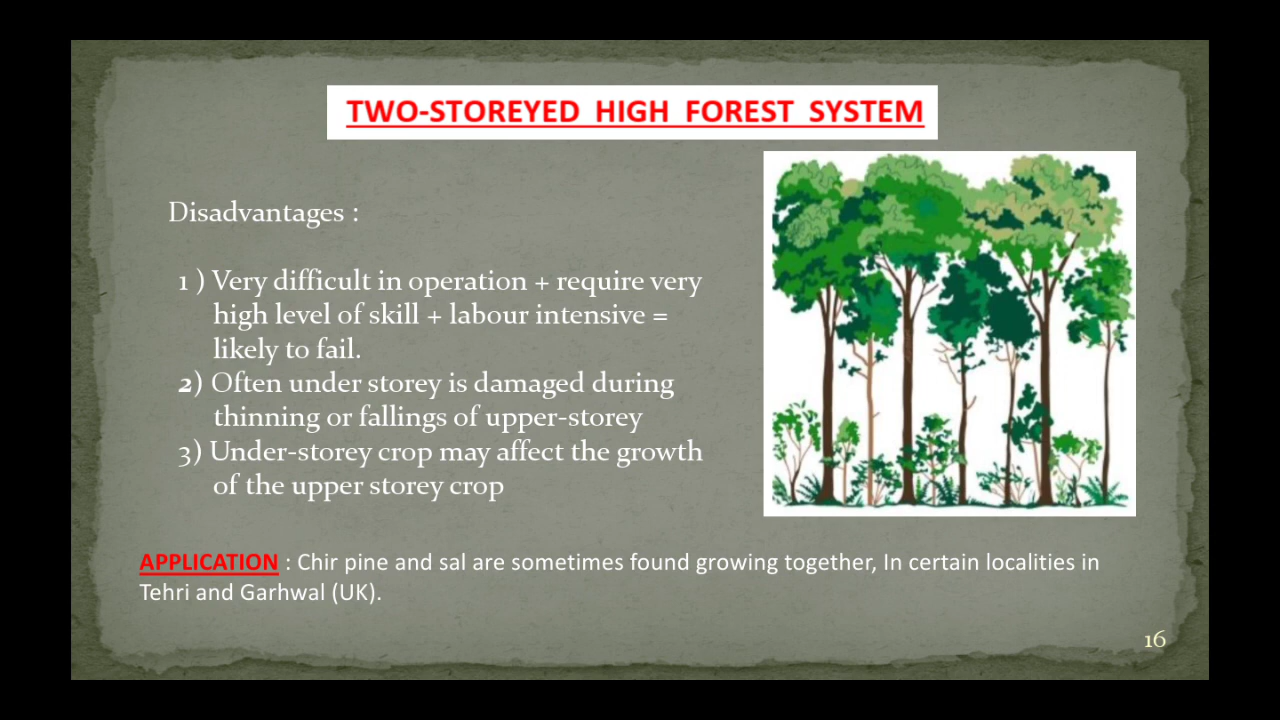 TWO-STOREYED HIGH FOREST SYSTEM
Disadvantages :
1 ) Very difficult in operation + require very
high level of skill + labour intensive =
likely to fail.
2) Often under storey is damaged during
thinning or fallings of upper-storey
3) Under-storey crop may affect the growth
of the upper storey crop
APPLICATION : Chir pine and sal are sometimes found growing together, In certain localities in
Tehri and Garhwal (UK).
16